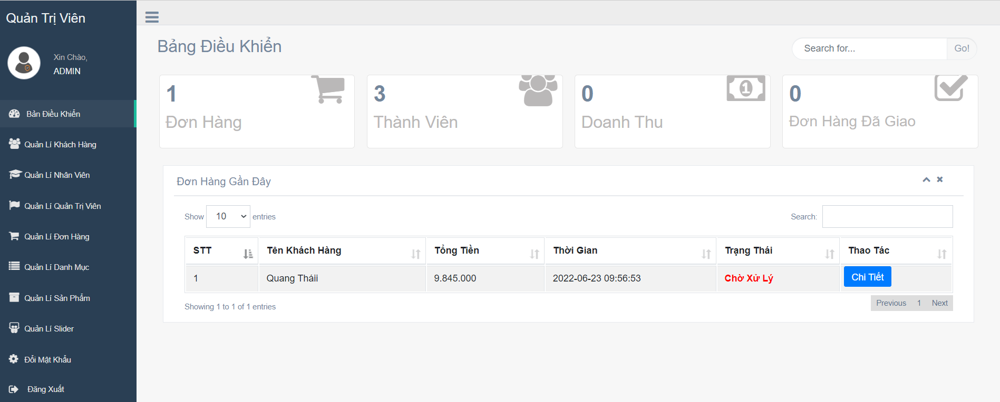 Quản Trị Viên
Xin Chào,
ADMIN
Bản Điều Khiển
Quản Lí Khách Hàng
Quản Lí Nhân Viên
Quản Lí Quản Trị Viên
Quản Lí Đơn Hàng
Quản Lí Danh Mục
Quản Lí Sản Phẩm
Quản Lí Slider
Đổi Mật Khẩu
Đăng Xuất
Bảng Điều Khiển
Search for... Go!
1
Đơn Hàng
3
Thành Viên
0
Doanh Thu
1
0
Đơn Hàng Đã Giao
Đơn Hàng Gần Đây
Show 10 entries Search:
STT Tên Khách Hàng Tổng Tiền Thời Gian Trạng Thái Thao Tác
1 Quang Tháii 9.845.000 2022-06-23 09:56:53 Chờ Xử Lý Chi Tiết
Showing 1 to 1 of 1 entries Previous 1 Next